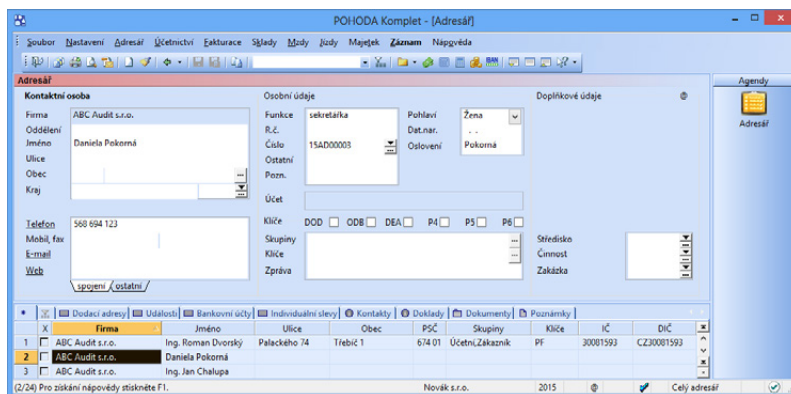 POHODA Komplet - [Adresář]
Soubor Nastavení Adresář Účetnictví Fakturace Sklady Mzdy Jízdy Majetek Záznam Nápověda
Adresář
Agendy
Kontaktní osoba Osobní údaje Doplňkové údaje @
Firma ABC Audit s.r.o. Funkce sekretářka Pohlaví Žena
Adresář
Oddělení R.č. Dat.nar. . .
Jméno Daniela Pokorná Číslo 15AD00003 Oslovení Pokorná
Ulice Ostatní
Obec Pozn.
Kraj
Účet
Telefon 568 694 123 Klíče DOD ODB DEA P4 P5 P6
Mobil, fax Skupiny Středisko
E-mail Klíče Činnost
Web Zpráva Zakázka
spojení ostatní
Dodací adresy Události Bankovní účty Individuální slevy Kontakty Doklady Dokumenty Poznámky
X Firma Jméno Ulice Obec PSČ Skupiny Klíče IČ DIČ
1 ABC Audit s.r.o. Ing. Roman Dvorský Palackého 74 Třebíč 1 674 01 Účetní,Zákazník PF 30081593 CZ30081593
2 ABC Audit s.r.o. Daniela Pokorná
3 ABC Audit s.r.o. Ing. Jan Chalupa
(2/24) Pro získání nápovědy stiskněte F1. Novák s.r.o. 2015 @ Celý adresář